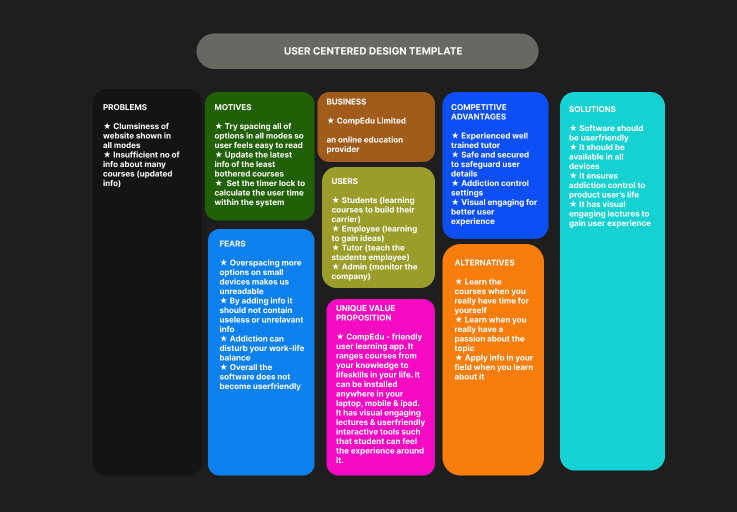 USER CENTERED DESIGN TEMPLATE
PROBLEMS
★ Clumsiness of
website shown in
all modes
★ Insufficient no of
info about many
courses (updated
info)
MOTIVES
★ Try spacing all of
options in all modes so
user feels easy to read
★ Update the latest
info of the least
bothered courses
★ Set the timer lock to
calculate the user time
within the system
FEARS
★ Overspacing more
options on small
devices makes us
unreadable
★ By adding info it
should not contain
useless or unrelavant
info
★ Addiction can
disturb your work-life
balance
★ Overall the
software does not
become userfriendly
BUSINESS
★ CompEdu Limited
an online education
provider
USERS
★ Students (learning
courses to build their
carrier)
★ Employee (learning
to gain ideas)
★ Tutor (teach the
students employee)
★ Admin (monitor the
company)
UNIQUE VALUE
PROPOSITION
★ CompEdu - friendly
user learning app. It
ranges courses from
your knowledge to
lifeskills in your life. It
can be installed
anywhere in your
laptop, mobile & ipad.
It has visual engaging
lectures & userfriendly
interactive tools such
that student can feel
the experience around
it.
COMPETITIVE
ADVANTAGES
★ Experienced well
trained tutor
★ Safe and secured
to safeguard user
details
★ Addiction control
settings
★ Visual engaging for
better user
experience
ALTERNATIVES
★ Learn the
courses when you
really have time for
yourself
★ Learn when you
really have a
passion about the
topic
★ Apply info in your
field when you learn
about it
SOLUTIONS
★ Software should
be userfriendly
★ It should be
available in all
devices
★ It ensures
addiction control to
product user's life
★ It has visual
engaging lectures to
gain user experience